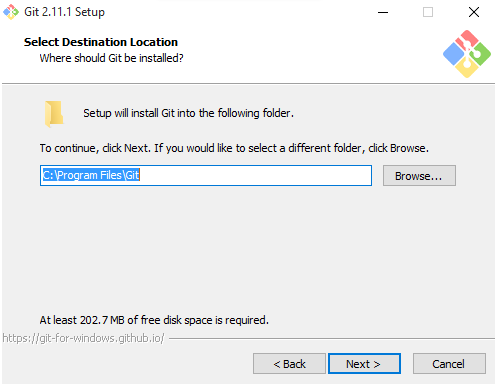 Git 2.11.1 Setup
Select Destination Location
Where should Git be installed?
Setup will install Git into the following folder.
To continue, click Next. If you would like to select a different folder, click Browse.
C:\Program Files\Git
Browse...
At least 202.7 MB of free disk space is required.
https://git-for-windows.github.io/
< Back
Next >
Cancel